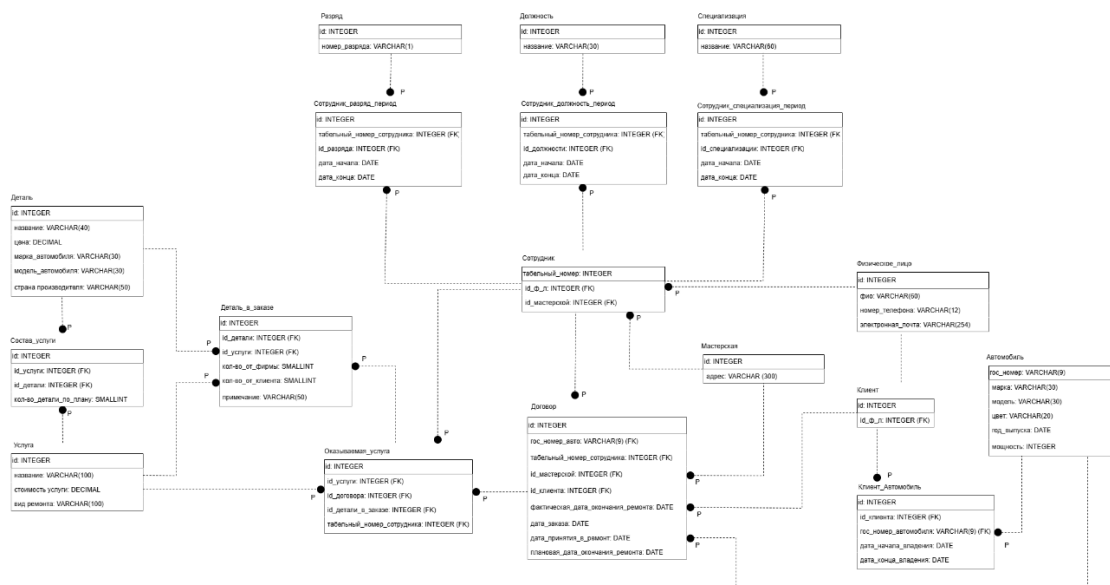 Разряд
id: INTEGER
номер_разряда: VARCHAR(1)
P
Должность
id: INTEGER
название: VARCHAR(30)
P
Специализация
id: INTEGER
название: VARCHAR(60)
P
Сотрудник_разряд_период
id: INTEGER
табельный_номер_сотрудника: INTEGER (FK)
id_разряда: INTEGER (FK)
дата_начала: DATE
дата_конца: DATE
P
Сотрудник_должность_период
id: INTEGER
табельный_номер_сотрудника: INTEGER (FK)
id_должности: INTEGER (FK)
дата_начала: DATE
дата_конца: DATE
P
Сотрудник_специализация_период
id: INTEGER
табельный_номер_сотрудника: INTEGER (FK)
id_специализации: INTEGER (FK)
дата_начала: DATE
дата_конца: DATE
P
Деталь
id: INTEGER
название: VARCHAR(40)
цена: DECIMAL
марка_автомобиля: VARCHAR(30)
модель_автомобиля: VARCHAR(30)
страна производителя: VARCHAR(50)
P
Деталь_в_заказе
id: INTEGER
id_детали: INTEGER (FK)
id_услуги: INTEGER (FK)
кол-во_от_фирмы: SMALLINT
кол-во_от_клиента: SMALLINT
примечание: VARCHAR(50)
P
P
P
Сотрудник
табельный_номер: INTEGER
id_ф_л: INTEGER (FK)
id_мастерской: INTEGER (FK)
P
P
P
P
Физическое_лицо
id: INTEGER
фио: VARCHAR(60)
номер_телефона: VARCHAR(12)
электронная_почта: VARCHAR(254)
Состав_услуги
id_услуги: INTEGER (FK)
id_детали: INTEGER (FK)
кол-во_детали_по_плану: SMALLINT
P
Мастерская
id: INTEGER
адрес: VARCHAR (300)
Автомобиль
гос_номер: VARCHAR(9)
марка: VARCHAR(30)
модель: VARCHAR(30)
цвет: VARCHAR(20)
год_выпуска: DATE
мощность: INTEGER
Клиент
id: INTEGER
id_ф_л: INTEGER (FK)
P
Услуга
id: INTEGER
название: VARCHAR(100)
стоимость услуги: DECIMAL
вид ремонта: VARCHAR(100)
Оказываемая_услуга
id: INTEGER
id_услуги: INTEGER (FK)
id_договора: INTEGER (FK)
id_детали_в_заказе: INTEGER (FK)
табельный_номер_сотрудника: INTEGER (FK)
P
P
P
Договор
id: INTEGER
гос_номер_авто: VARCHAR(9) (FK)
табельный_номер_сотрудника: INTEGER (FK)
id_мастерской: INTEGER (FK)
id_клиента: INTEGER (FK)
фактическая_дата_окончания_ремонта: DATE
дата_заказа: DATE
дата_принятия_в_ремонт: DATE
плановая_дата_окончания_ремонта: DATE
P
P
P
Клиент_Автомобиль
id: INTEGER
id_клиента: INTEGER (FK)
гос_номер_автомобиля: VARCHAR(9) (FK)
дата_начала_владения: DATE
дата_конца_владения: DATE
P